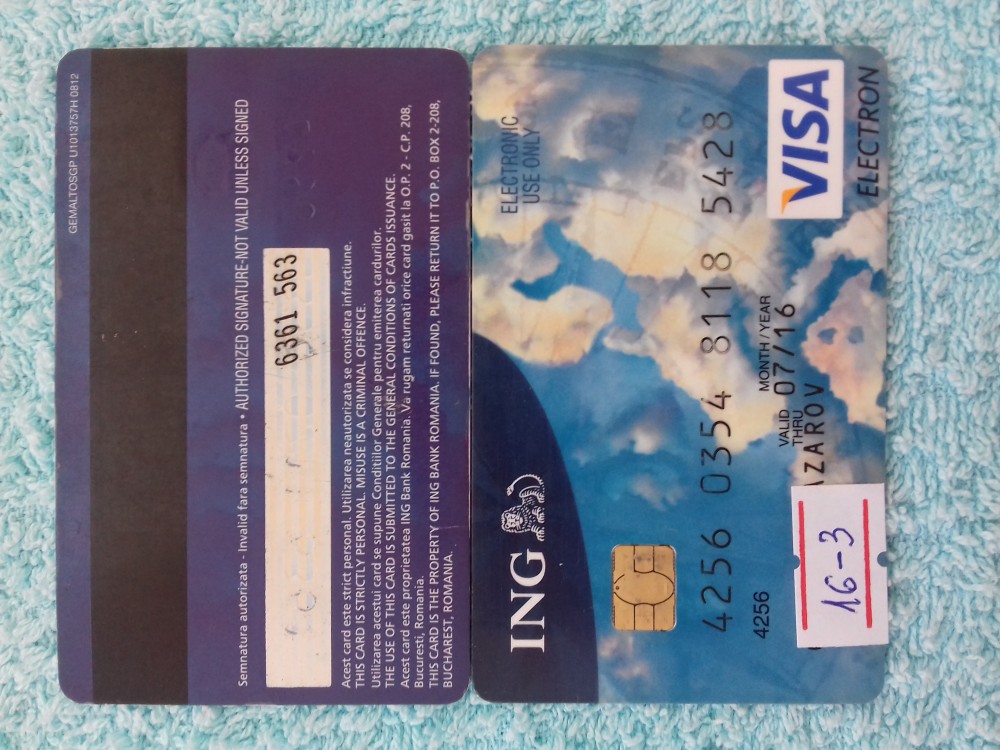 GEMALTOSGP U1013757H 0812
Semnatura autorizata - Invalid fara semnatura • AUTHORIZED SIGNATURE-NOT VALID UNLESS SIGNED
6361 563
Acest card este strict personal. Utilizarea neautorizata se considera infractiune.
THIS CARD IS STRICTLY PERSONAL. MISUSE IS A CRIMINAL OFFENCE.
Utilizarea acestui card se supune Conditiilor Generale pentru emiterea cardurilor.
THE USE OF THIS CARD IS SUBMITTED TO THE GENERAL CONDITIONS OF CARDS ISSUANCE.
Acest card este proprietatea ING Bank Romania. Va rugam returnati orice card gasit la O.P. 2 - C.P. 208,
Bucuresti, Romania.
THIS CARD IS THE PROPERTY OF ING BANK ROMANIA. IF FOUND, PLEASE RETURN IT TO P.O. BOX 2-208,
BUCHAREST, ROMANIA.
ING
ELECTRONIC
USE ONLY
4256 0354 8118 5428
4256
MONTH/YEAR
VALID
THRU
07/16
AZAROV
VISA
ELECTRON
16-3